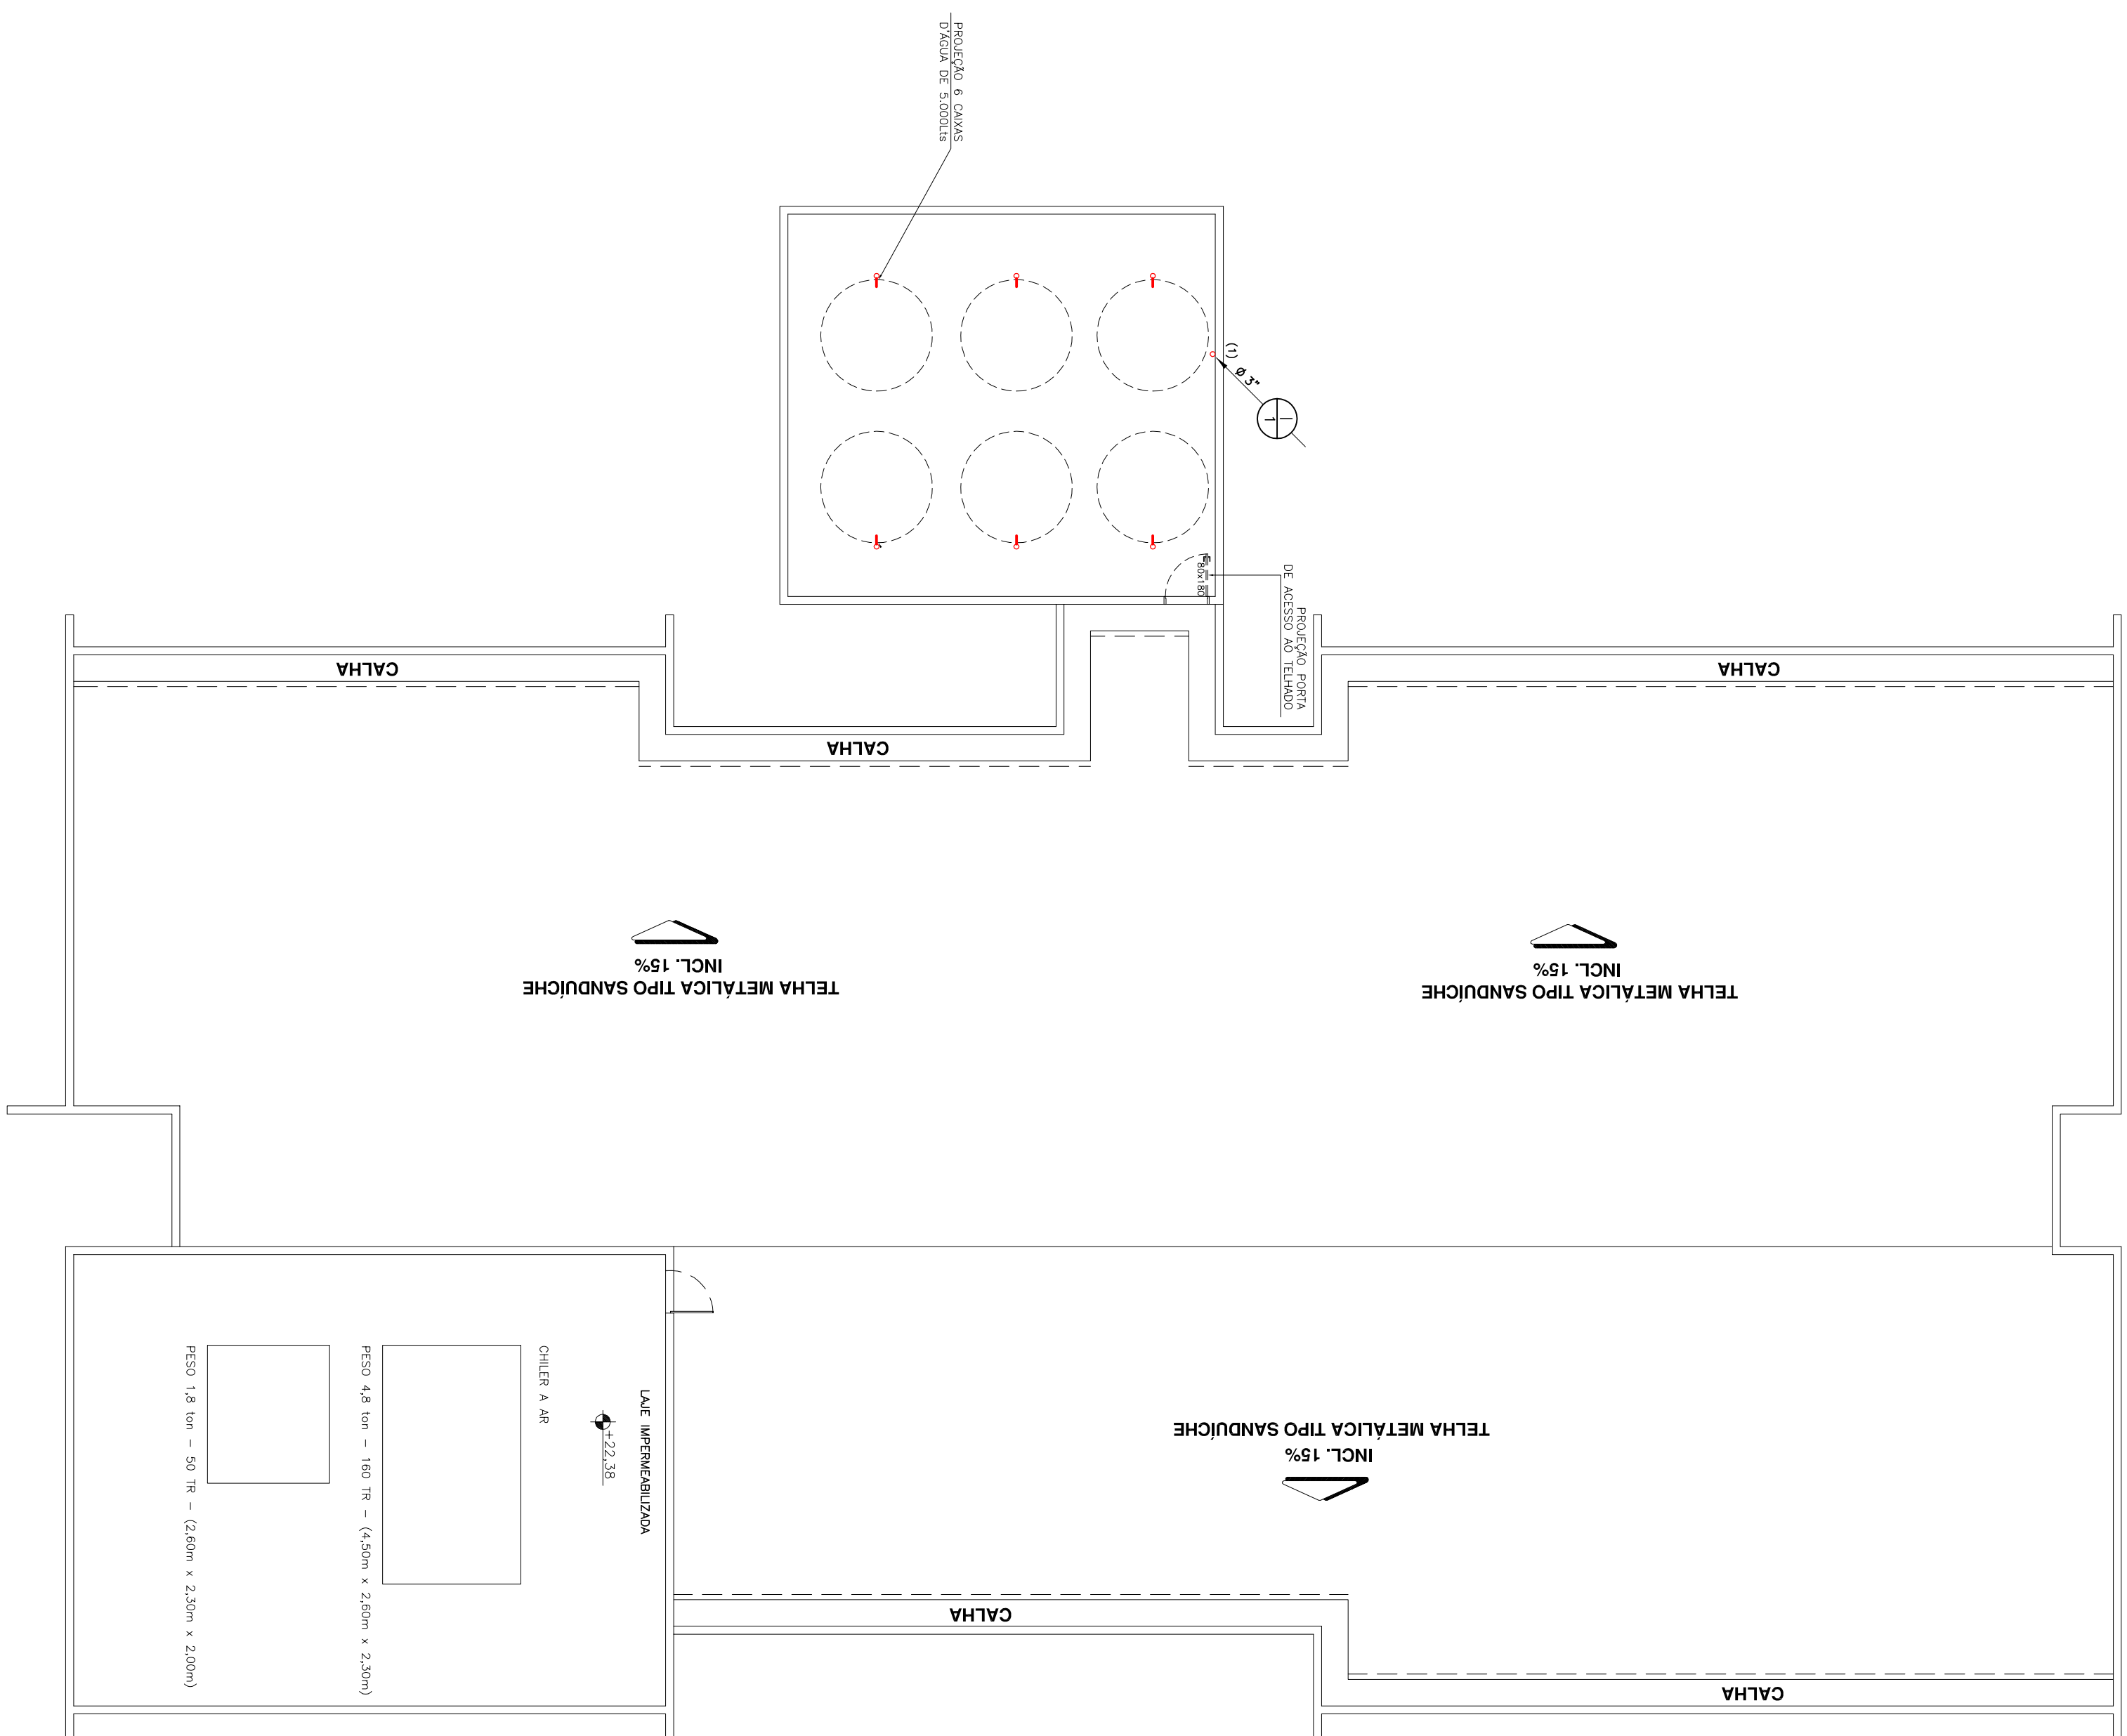 PROJEÇÃO 6 CAIXAS
D'ÁGUA DE 5.000Lts
(1) Ø 3"
1
PROJEÇÃO PORTA
DE ACESSO AO TELHADO
80x180
CALHA
CALHA
CALHA
INCL. 15%
TELHA METÁLICA TIPO SANDUÍCHE
INCL. 15%
TELHA METÁLICA TIPO SANDUÍCHE
LAJE IMPERMEABILIZADA
+22,38
CHILER A AR
PESO 4,8 ton - 160 TR - (4,50m x 2,60m x 2,30m)
PESO 1,8 ton - 50 TR - (2,60m x 2,30m x 2,00m)
TELHA METÁLICA TIPO SANDUÍCHE
INCL. 15%
CALHA
CALHA